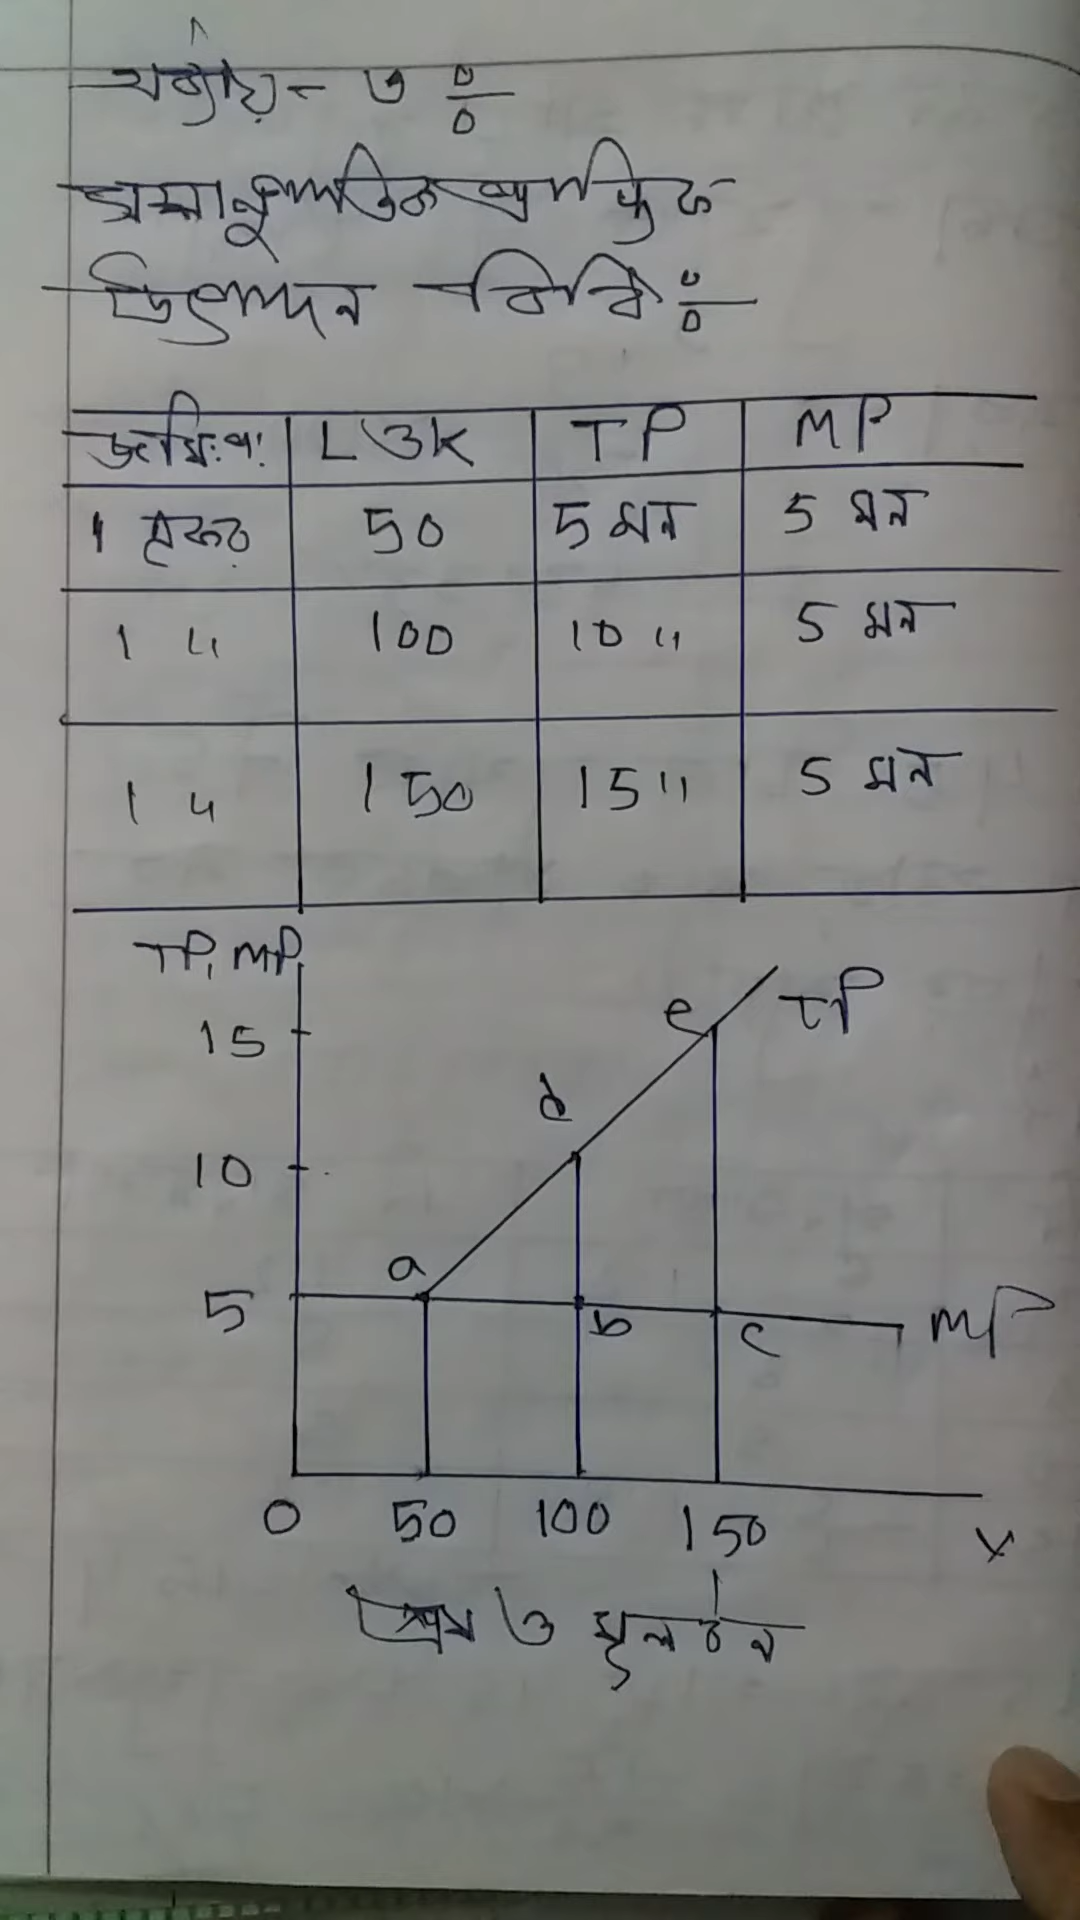 অধ্যায় - ৩ ঃ
সমানুপাতিক প্রান্তিক
উৎপাদন বিধি ঃ
জমি:প: L ও K TP MP
1 একর 50 5 মন 5 মন
1 " 100 10 " 5 মন
1 " 150 15 " 5 মন
TP, MP
15
10
5
e TP
d
a
b c MP
0 50 100 150 X
শ্রম ও মূলধন